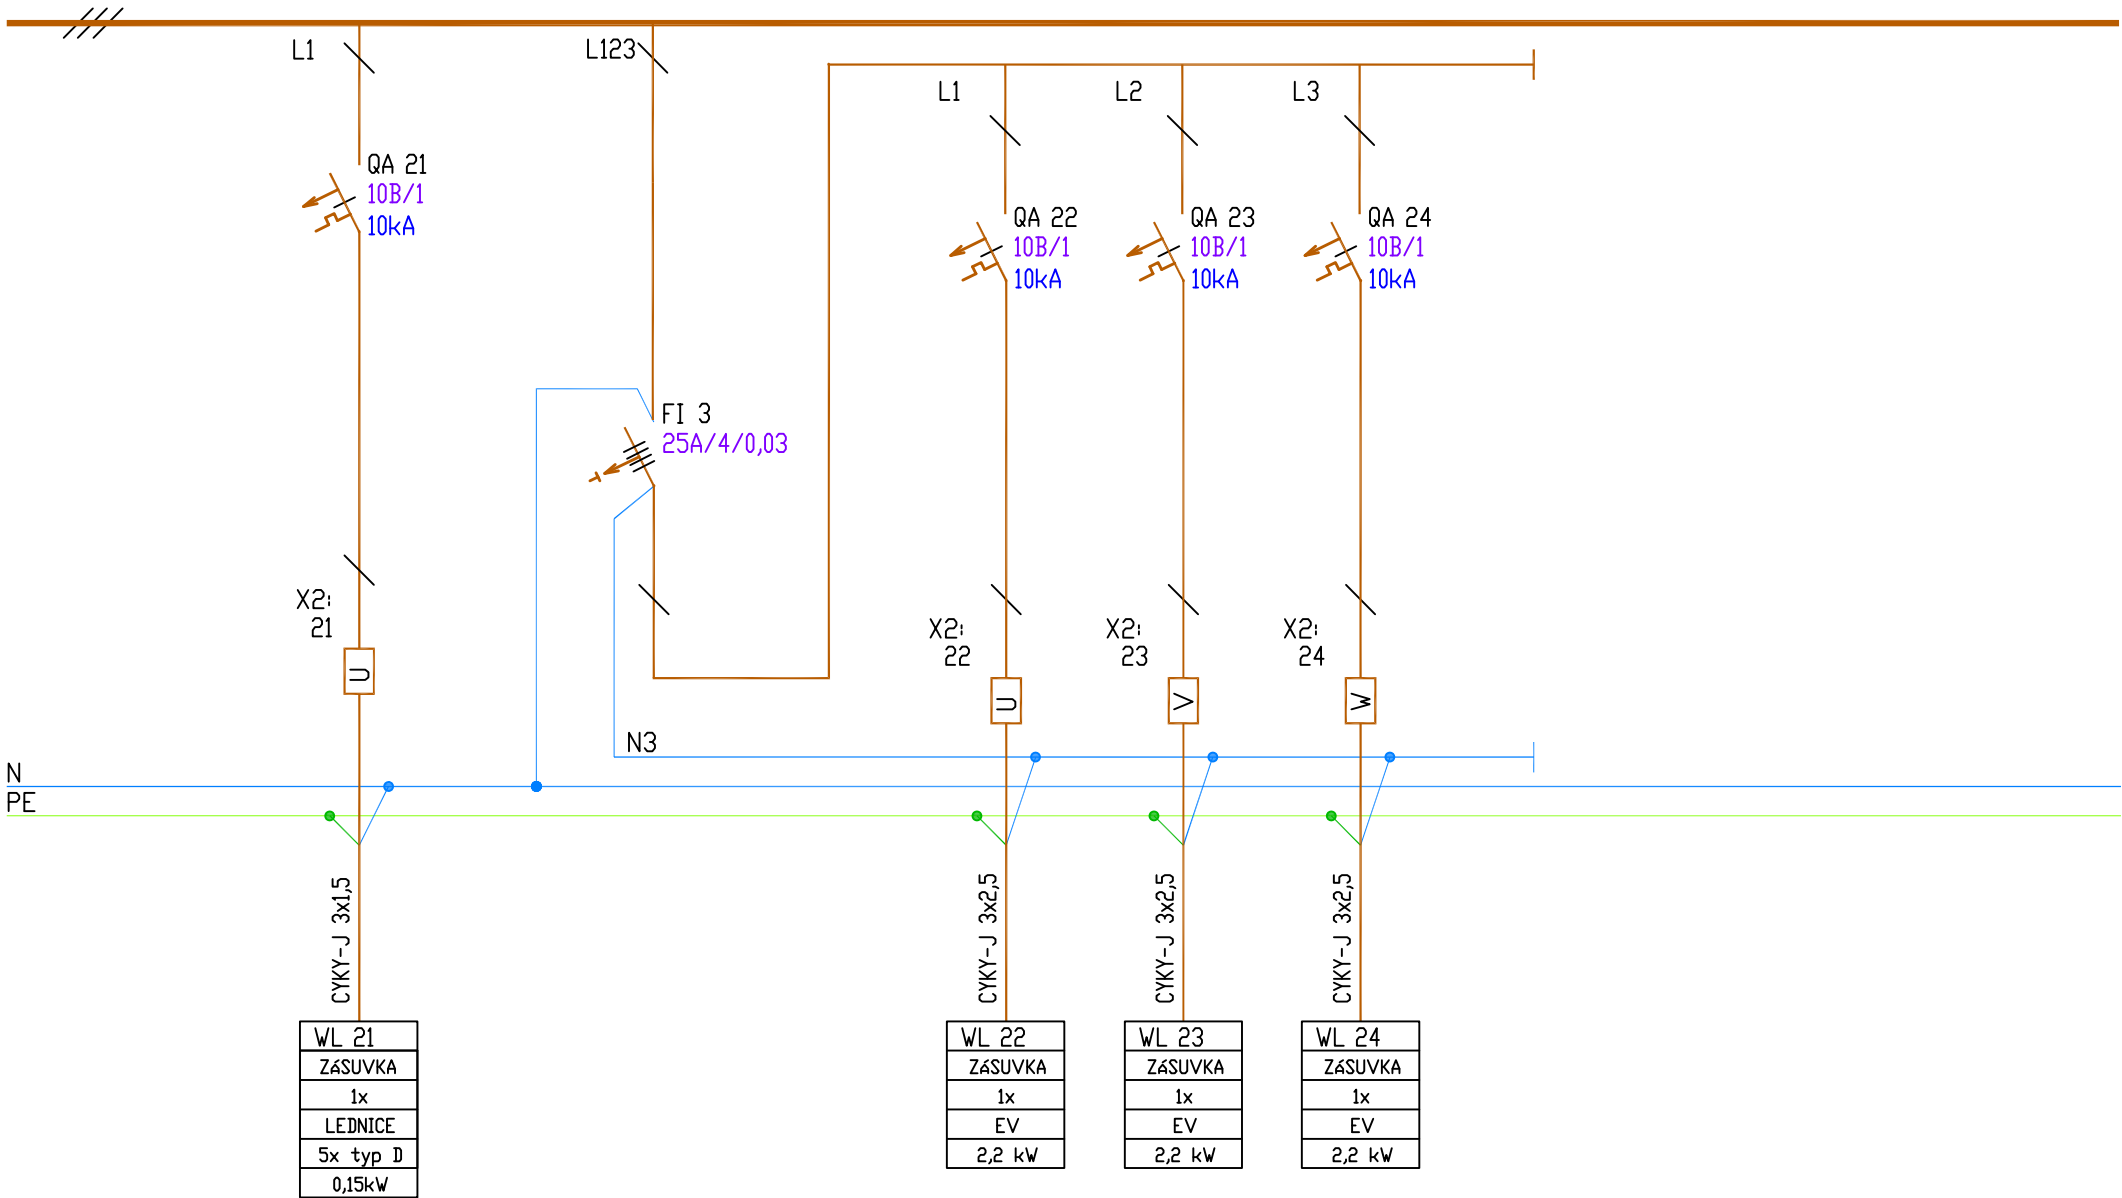 L1
L123
L1
L2
L3
QA 21
10B/1
10kA
QA 22
10B/1
10kA
QA 23
10B/1
10kA
QA 24
10B/1
10kA
FI 3
25A/4/0,03
X2:
21
X2:
22
X2:
23
X2:
24
U
U
V
W
N3
N
PE
CYKY-J 3x1,5
CYKY-J 3x2,5
CYKY-J 3x2,5
CYKY-J 3x2,5
WL 21
ZáSUVKA
1x
LEDNICE
5x typ D
0,15kW
WL 22
ZáSUVKA
1x
EV
2,2 kW
WL 23
ZáSUVKA
1x
EV
2,2 kW
WL 24
ZáSUVKA
1x
EV
2,2 kW